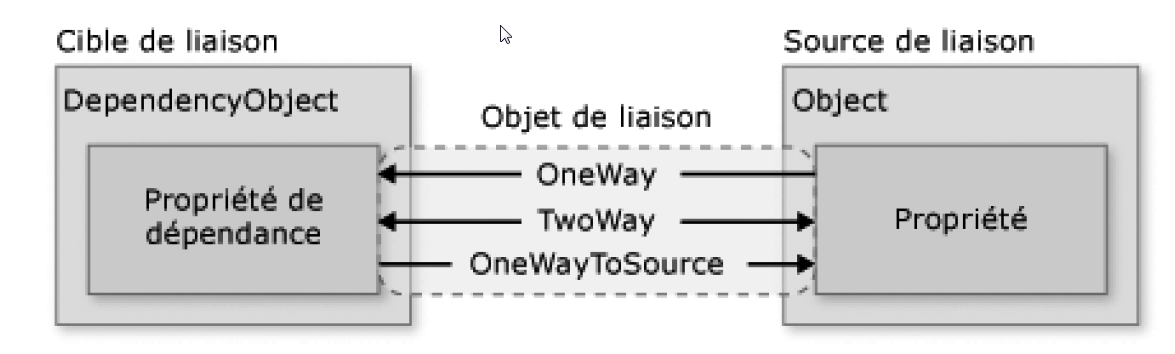 Cible de liaison
Source de liaison
DependencyObject
Object
Objet de liaison
OneWay
Propriété de
dépendance
TwoWay
Propriété
OneWayToSource